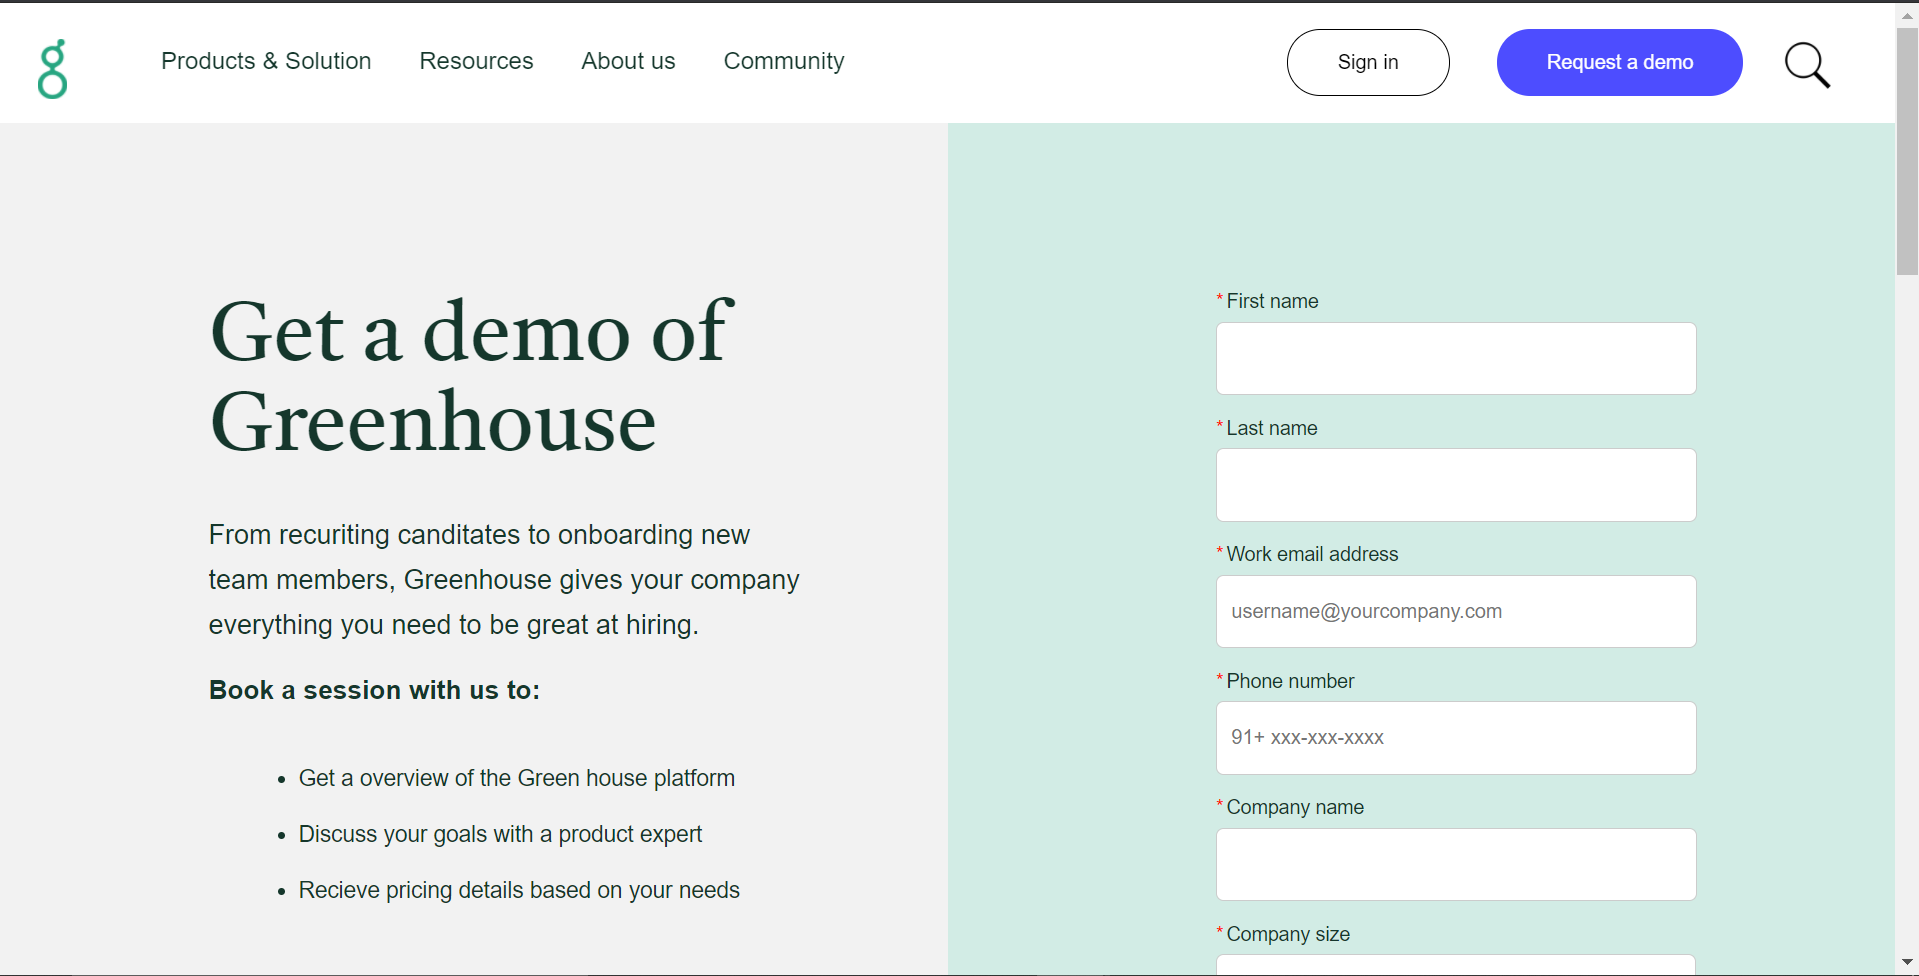 Products & Solution
Resources
About us
Community
Sign in
Request a demo
Get a demo of
Greenhouse
From recuriting canditates to onboarding new
team members, Greenhouse gives your company
everything you need to be great at hiring.
Book a session with us to:
• Get a overview of the Green house platform
• Discuss your goals with a product expert
• Recieve pricing details based on your needs
* First name
* Last name
* Work email address
username@yourcompany.com
* Phone number
91+ xxx-xxx-xxxx
* Company name
* Company size